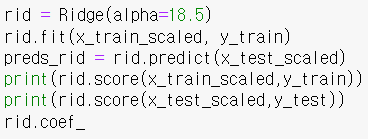 rid = Ridge(alpha=18.5)
rid.fit(x_train_scaled, y_train)
preds_rid = rid.predict(x_test_scaled)
print(rid.score(x_train_scaled,y_train))
print(rid.score(x_test_scaled,y_test))
rid.coef_